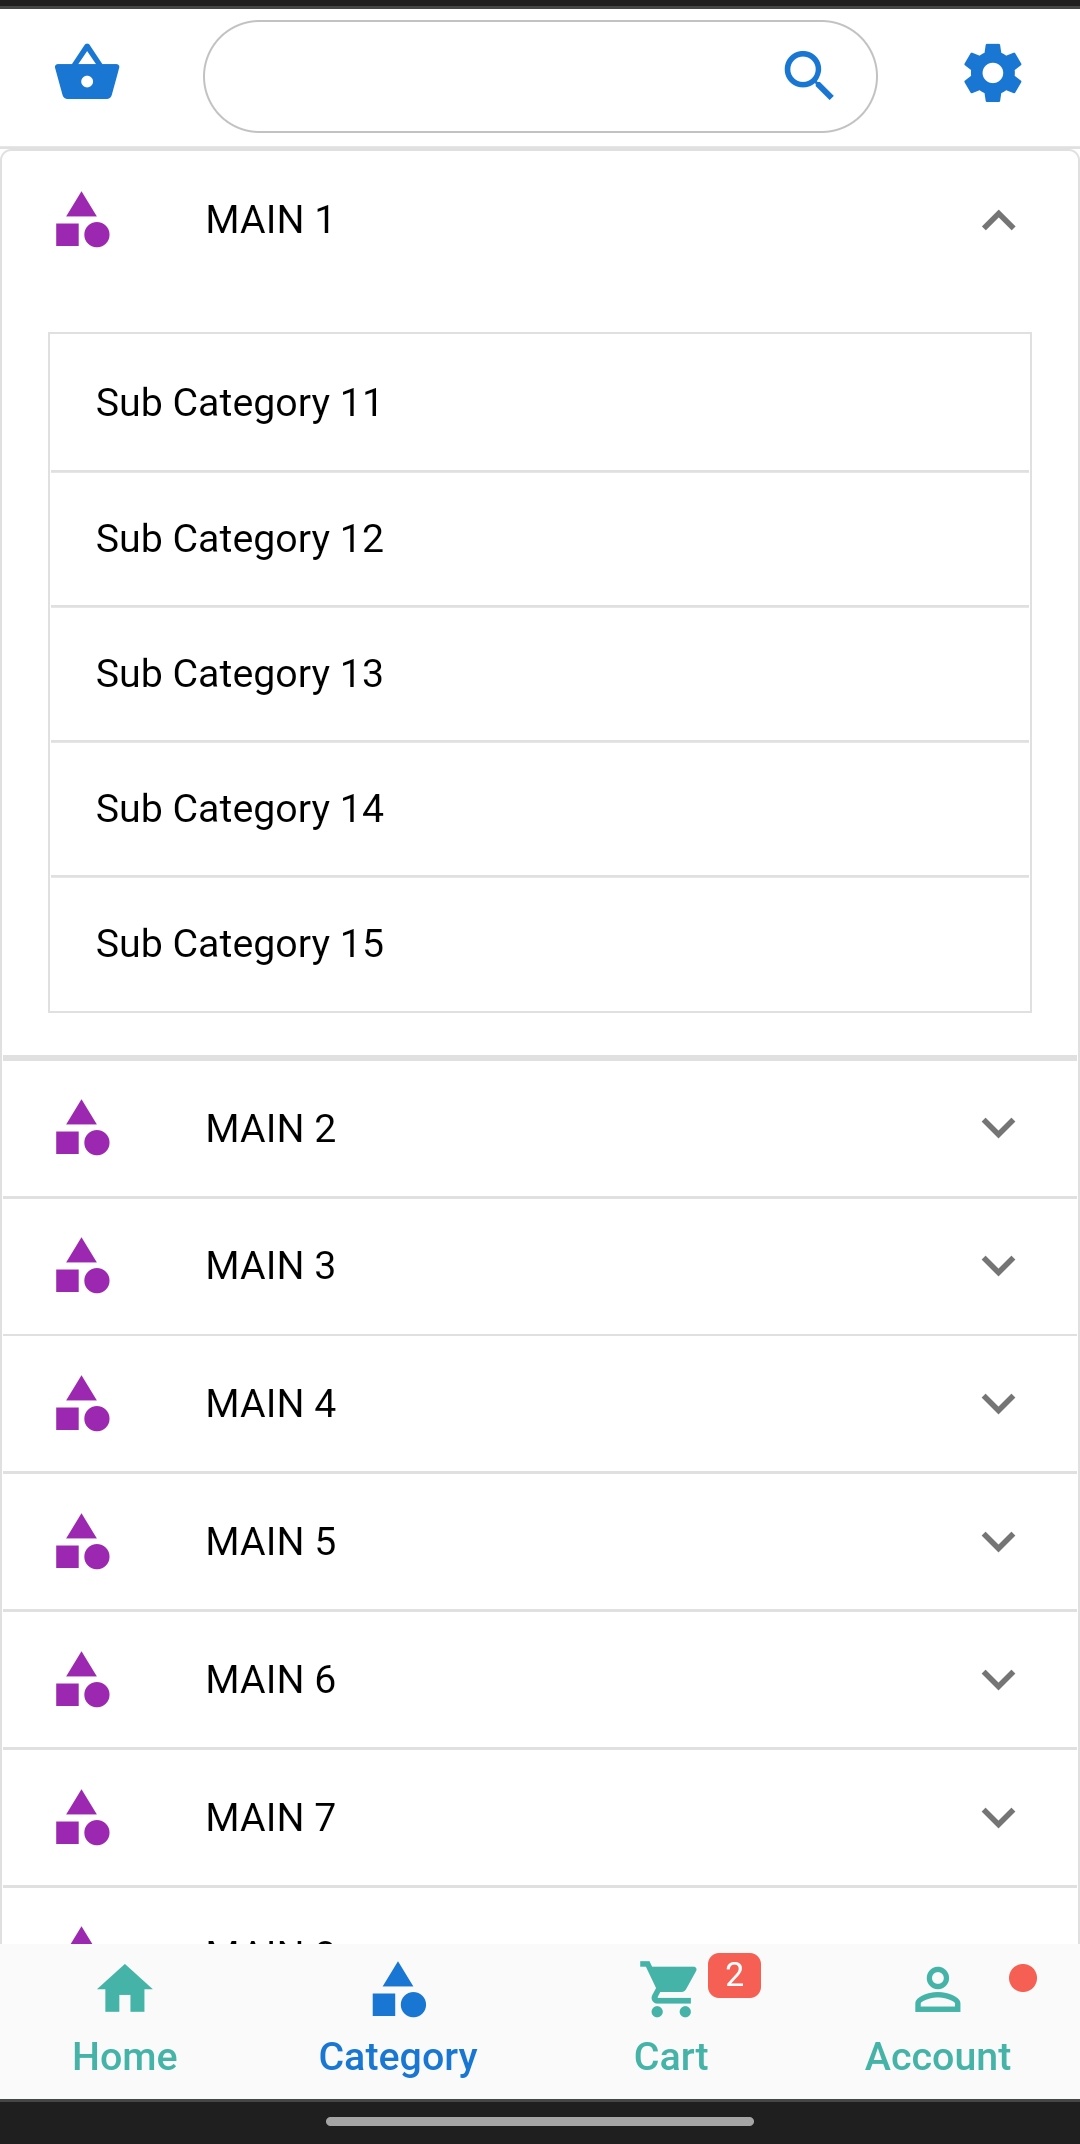 MAIN 1
Sub Category 11
Sub Category 12
Sub Category 13
Sub Category 14
Sub Category 15
MAIN 2
MAIN 3
MAIN 4
MAIN 5
MAIN 6
MAIN 7
2
Home Category Cart Account